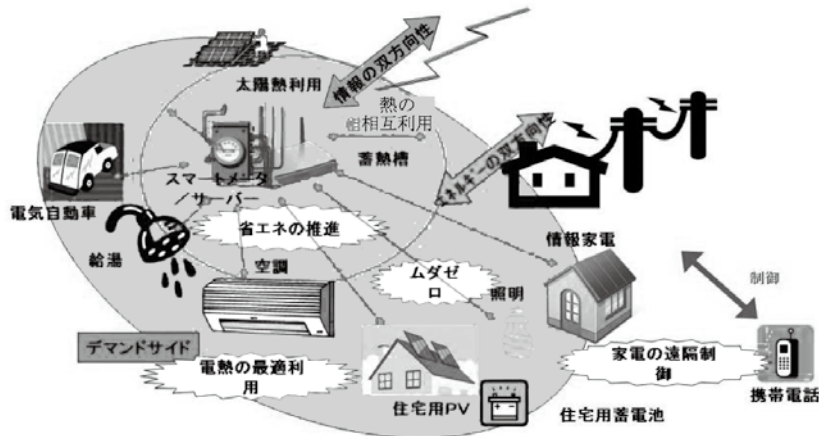 太陽熱利用
情報の双方向性
熱の
相互利用
蓄熱槽
エネルギーの双方向性
スマートメータ
/サーバー
電気自動車
給湯
省エネの推進
空調
ムダゼ
ロ
照明
情報家電
制御
デマンドサイド
電熱の最適利
用
住宅用PV
住宅用蓄電池
家電の遠隔制
御
携帯電話